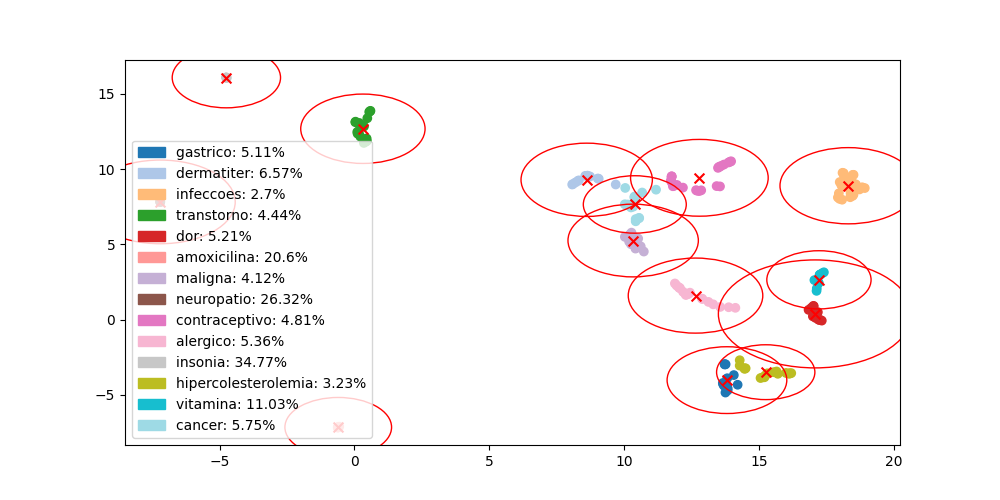 15
10
5
0
−5
gastrico: 5.11%
dermatiter: 6.57%
infeccoes: 2.7%
transtorno: 4.44%
dor: 5.21%
amoxicilina: 20.6%
maligna: 4.12%
neuropatio: 26.32%
contraceptivo: 4.81%
alergico: 5.36%
insonia: 34.77%
hipercolesterolemia: 3.23%
vitamina: 11.03%
cancer: 5.75%
−5 0 5 10 15 20